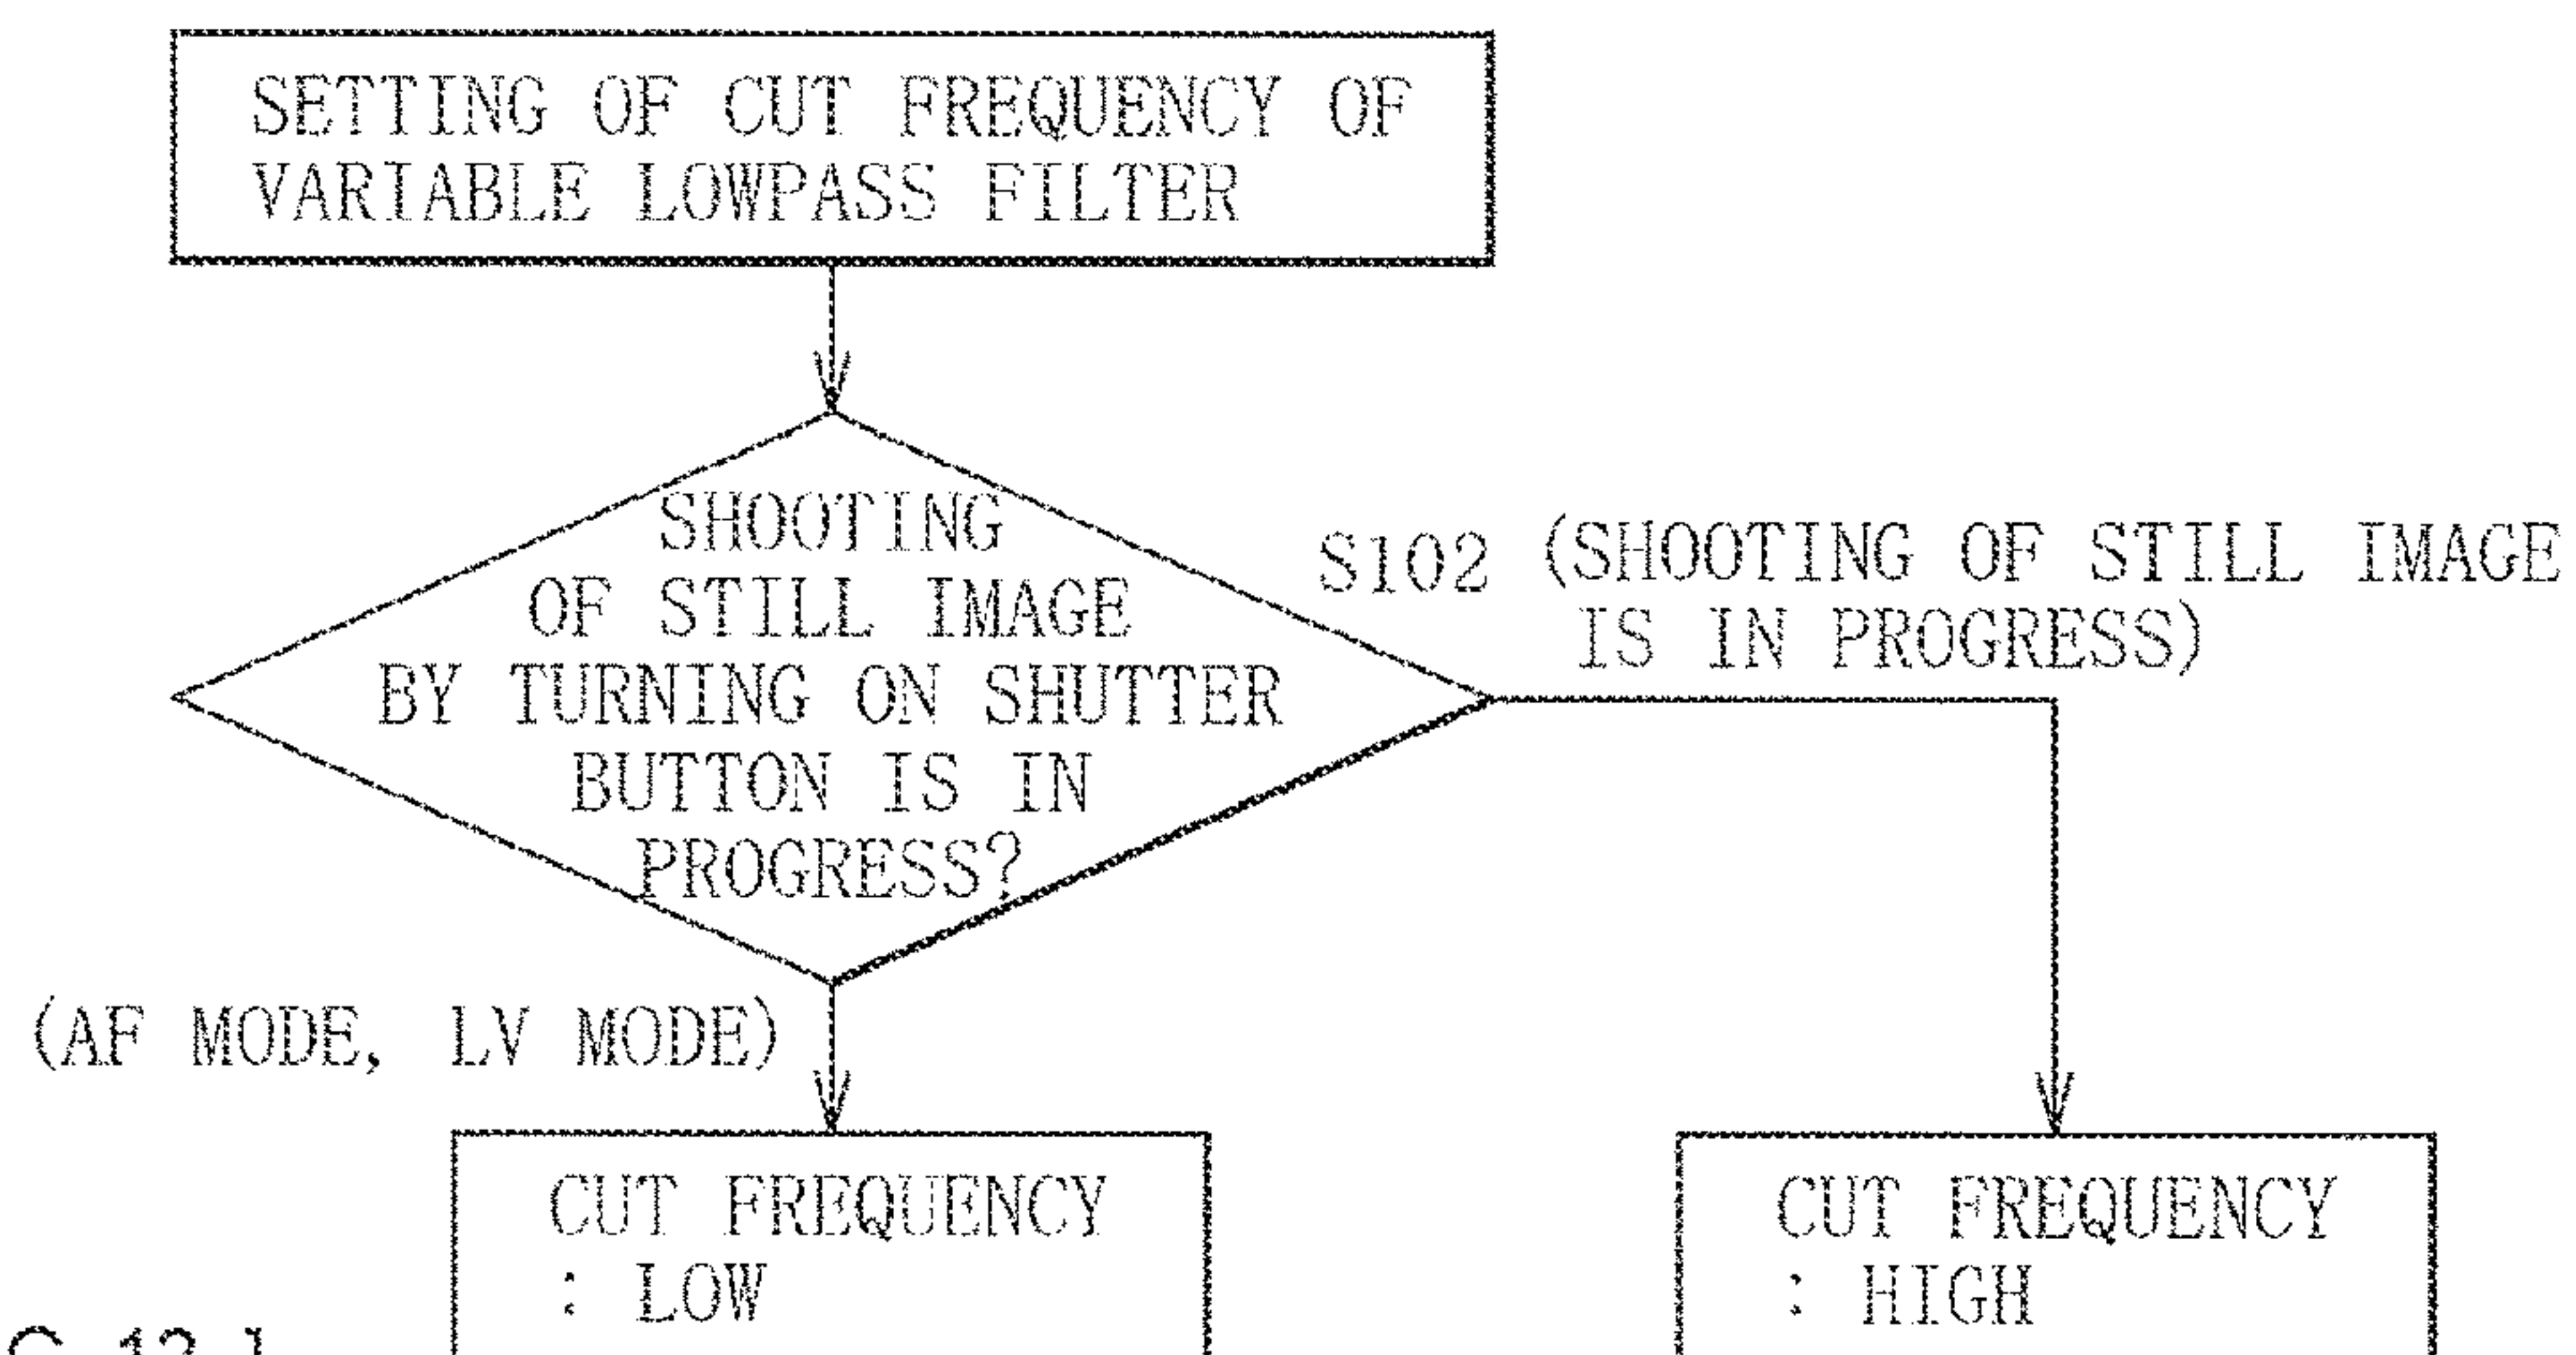 SETTING OF CUT FREQUENCY OF
VARIABLE LOWPASS FILTER
SHOOTING
OF STILL IMAGE
BY TURNING ON SHUTTER
BUTTON IS IN
PROGRESS?
S102 (SHOOTING OF STILL IMAGE
IS IN PROGRESS)
(AF MODE, LV MODE)
CUT FREQUENCY
: LOW
CUT FREQUENCY
: HIGH